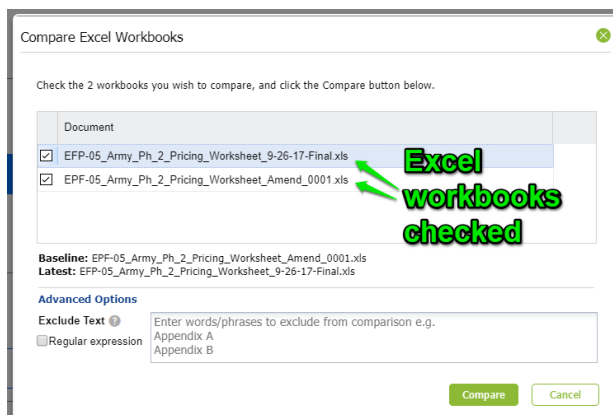 Compare Excel Workbooks
Check the 2 workbooks you wish to compare, and click the Compare button below.
Document
EFP-05_Army_Ph_2_Pricing_Worksheet_9-26-17-Final.xls
EPF-05_Army_Ph_2_Pricing_Worksheet_Amend_0001.xls
Excel
workbooks
checked
Baseline: EPF-05_Army_Ph_2_Pricing_Worksheet_Amend_0001.xls
Latest: EFP-05_Army_Ph_2_Pricing_Worksheet_9-26-17-Final.xls
Advanced Options
Exclude Text ?
Regular expression
Enter words/phrases to exclude from comparison e.g.
Appendix A
Appendix B
Compare
Cancel